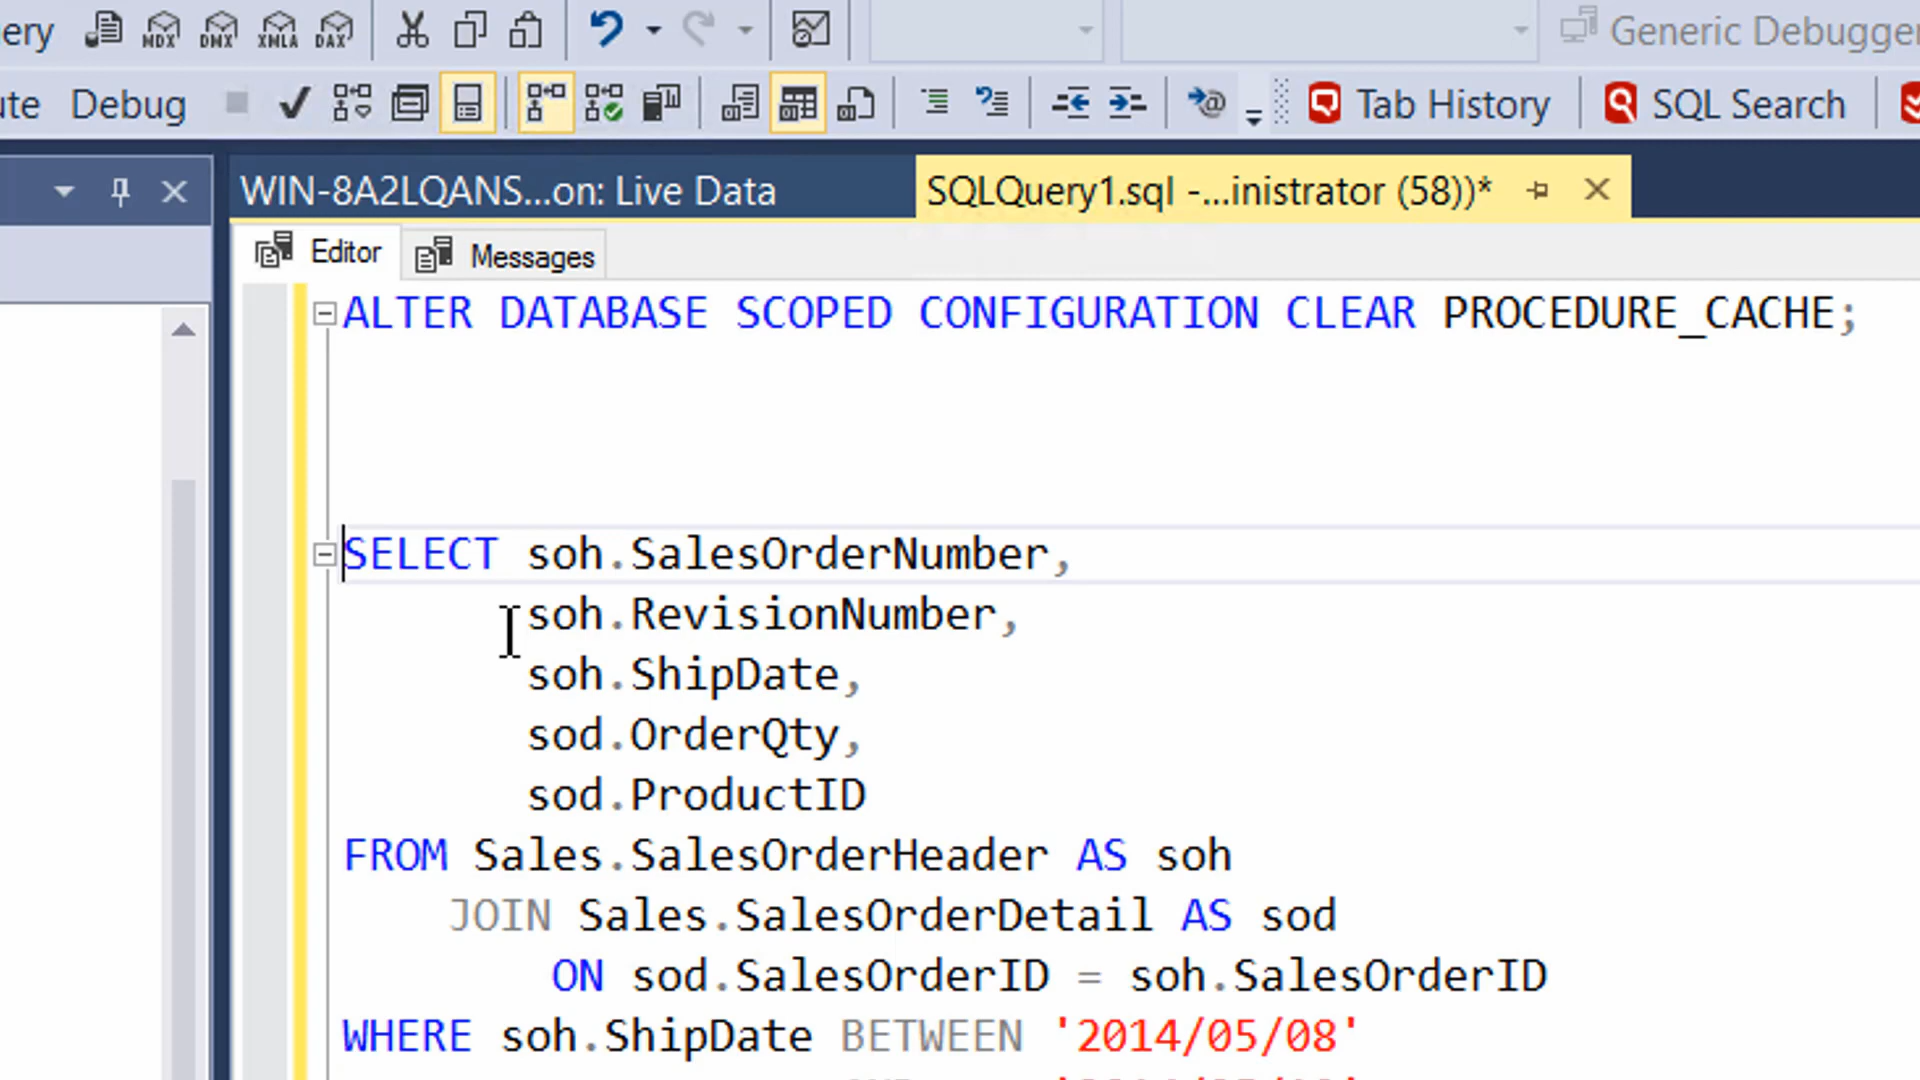 ery MDX DMX XMLA DAX Generic Debugger
ute Debug Tab History SQL Search
WIN-8A2LQANS...on: Live Data SQLQuery1.sql -...inistrator (58))*
Editor Messages
ALTER DATABASE SCOPED CONFIGURATION CLEAR PROCEDURE_CACHE;
SELECT soh.SalesOrderNumber,
soh.RevisionNumber,
soh.ShipDate,
sod.OrderQty,
sod.ProductID
FROM Sales.SalesOrderHeader AS soh
JOIN Sales.SalesOrderDetail AS sod
ON sod.SalesOrderID = soh.SalesOrderID
WHERE soh.ShipDate BETWEEN '2014/05/08'